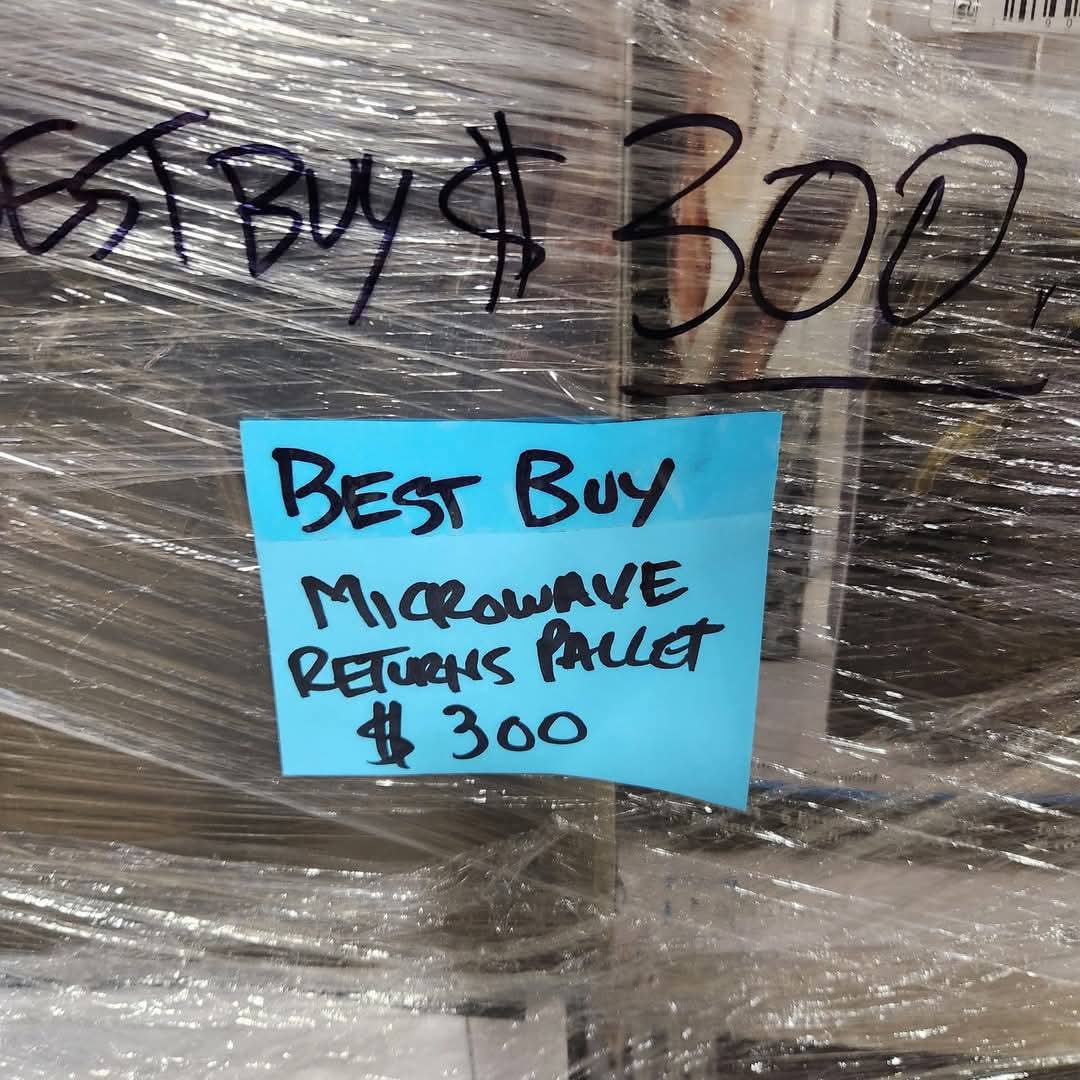 EST BUY $ 300
BEST BUY
MICROWAVE
RETURNS PALLET
$ 300